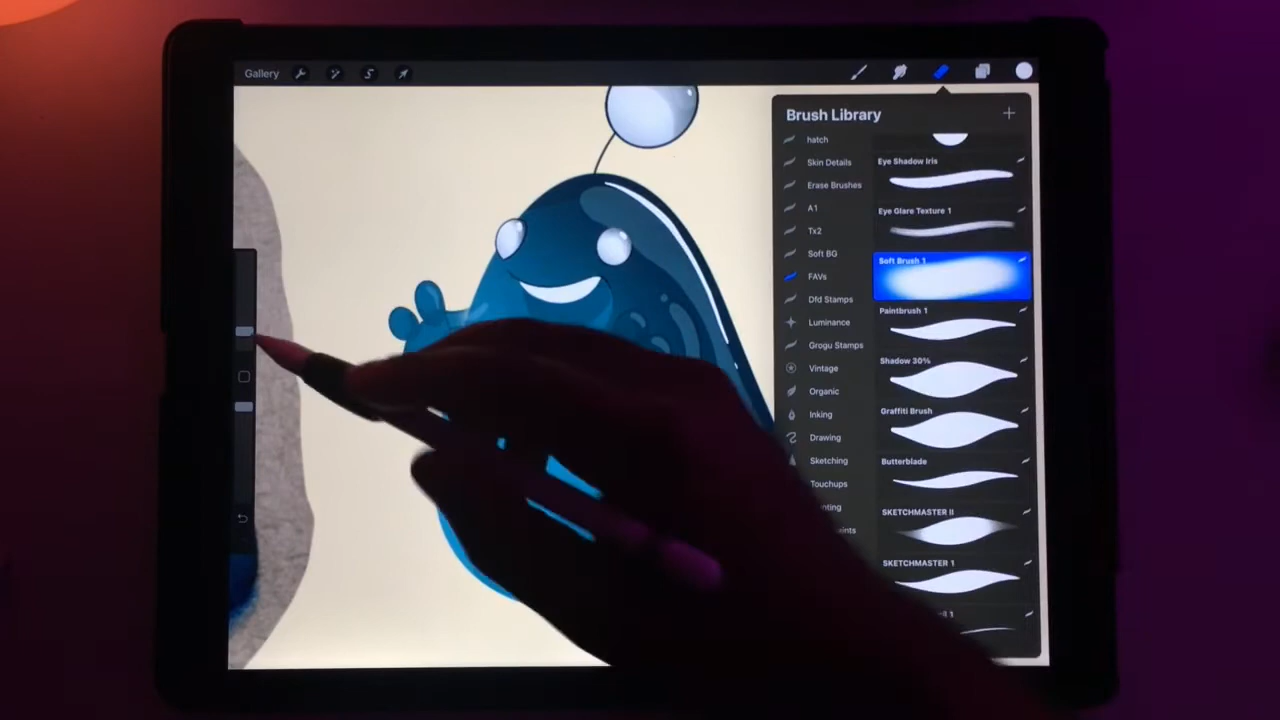 Gallery
Brush Library
hatch
Skin Details
Erase Brushes
A1
Tx2
Soft BG
FAVs
Dfd Stamps
Luminance
Grogu Stamps
Vintage
Organic
Inking
Drawing
Sketching
Touchups
Eye Shadow Iris
Eye Glare Texture 1
Soft Brush 1
Paintbrush 1
Shadow 30%
Graffiti Brush
Butterblade
SKETCHMASTER II
SKETCHMASTER 1